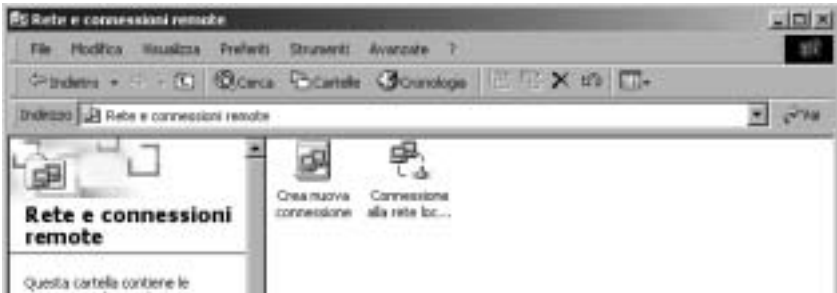 Rete e connessioni remote
File Modifica Visualizza Preferiti Strumenti Avanzate ?
Indietro Cerca Cartelle Cronologia
Indirizzo Rete e connessioni remote Vai
Crea nuova connessione
Connessione alla rete loc...
Rete e connessioni
remote
Questa cartella contiene le